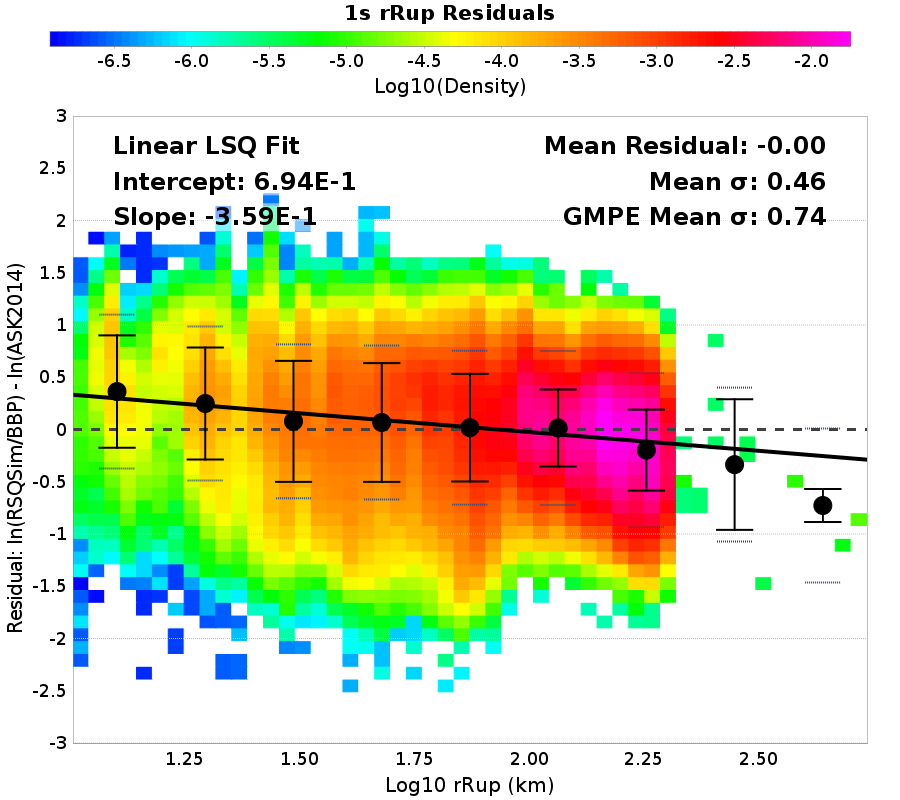 1s rRup Residuals
-6.5 -6.0 -5.5 -5.0 -4.5 -4.0 -3.5 -3.0 -2.5 -2.0
Log10(Density)
Linear LSQ Fit
Intercept: 6.94E-1
Slope: -3.59E-1
Mean Residual: -0.00
Mean σ: 0.46
GMPE Mean σ: 0.74
Residual: ln(RSQSim/BBP) - ln(ASK2014)
3
2.5
2
1.5
1
0.5
0
-0.5
-1
-1.5
-2
-2.5
-3
1.25 1.50 1.75 2.00 2.25 2.50
Log10 rRup (km)